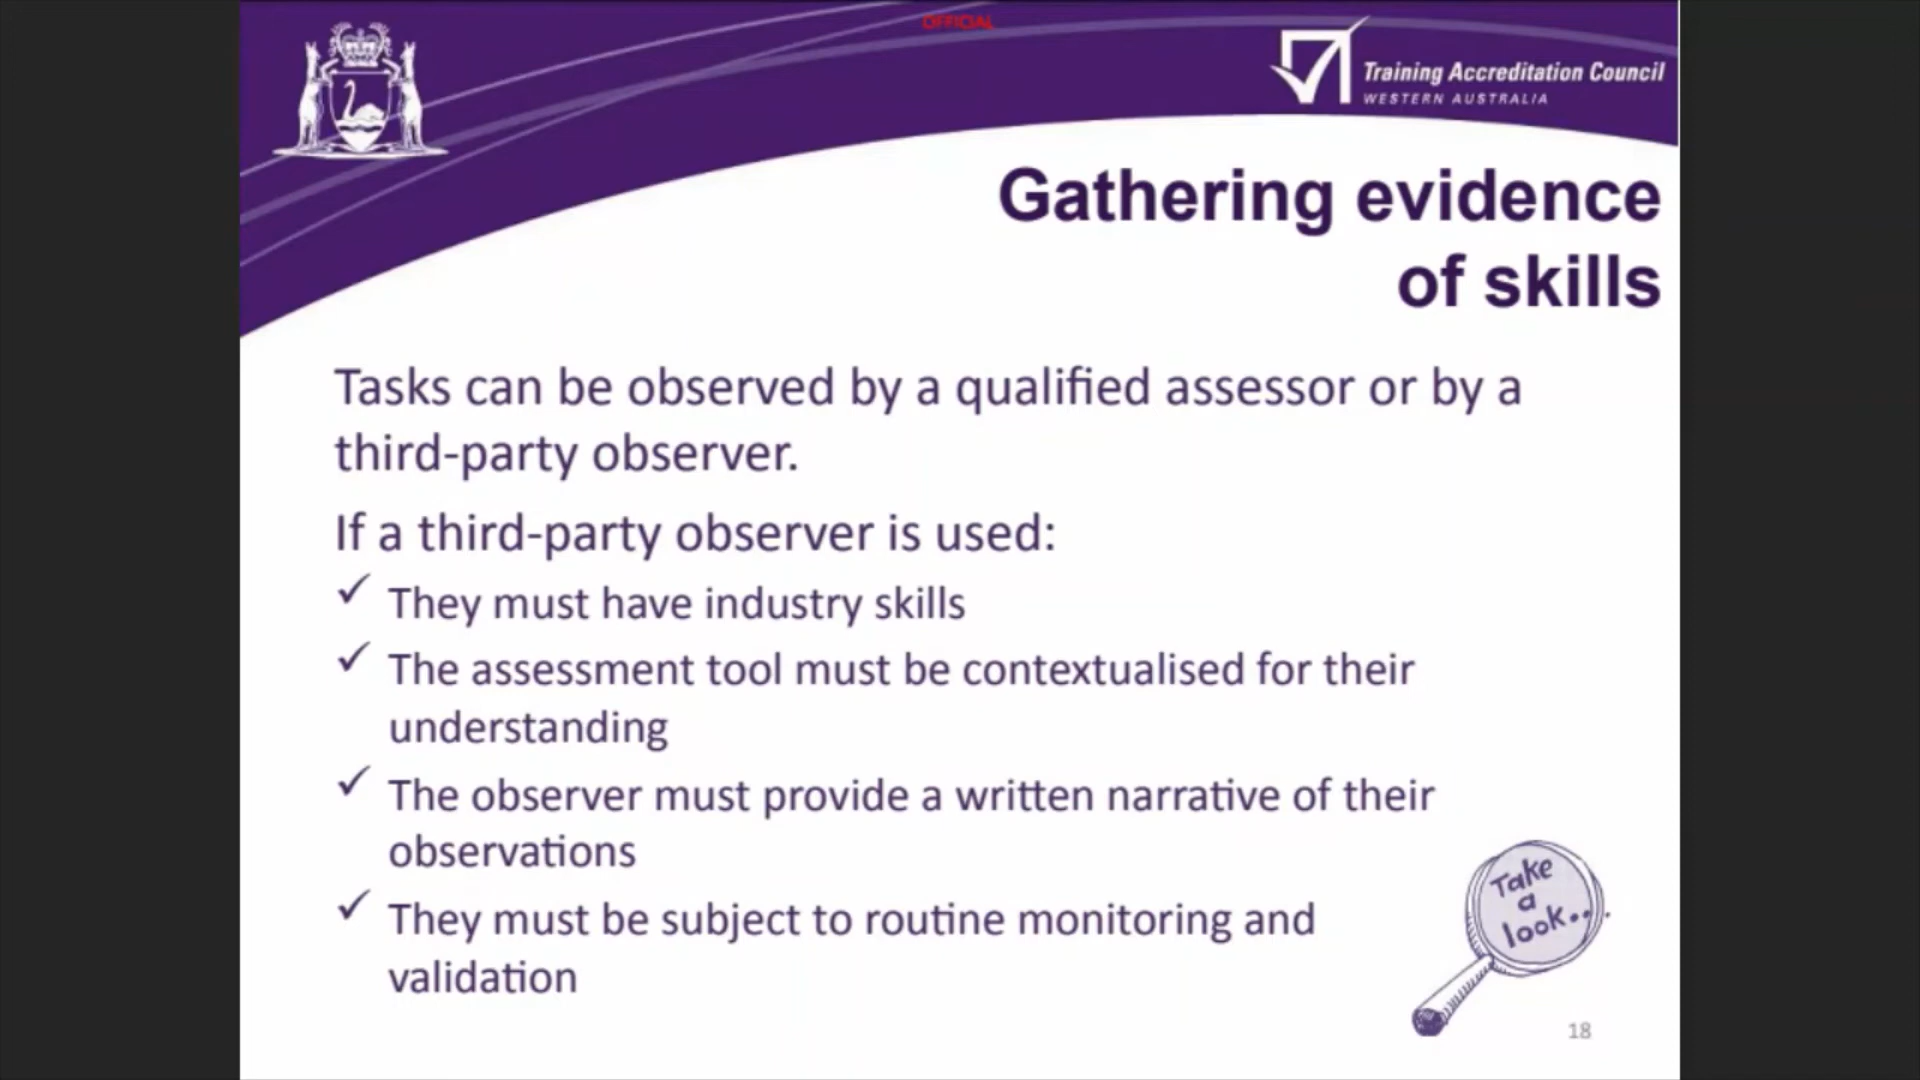 OFFICIAL
Training Accreditation Council
WESTERN AUSTRALIA
Gathering evidence
of skills
Tasks can be observed by a qualified assessor or by a
third-party observer.
If a third-party observer is used:
✓ They must have industry skills
✓ The assessment tool must be contextualised for their
understanding
✓ The observer must provide a written narrative of their
observations
✓ They must be subject to routine monitoring and
validation
Take
a
look...
18